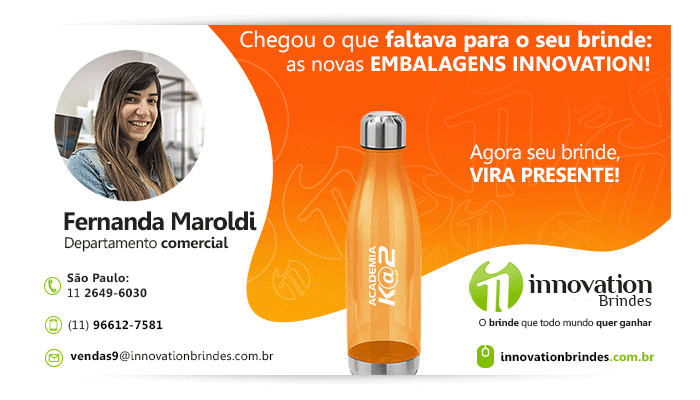 Chegou o que faltava para o seu brinde:
as novas EMBALAGENS INNOVATION!
Agora seu brinde,
VIRA PRESENTE!
Fernanda Maroldi
Departamento comercial
São Paulo:
11 2649-6030
(11) 96612-7581
vendas9@innovationbrindes.com.br
ACADEMIA
K@2
innovation
Brindes
O brinde que todo mundo quer ganhar
innovationbrindes.com.br